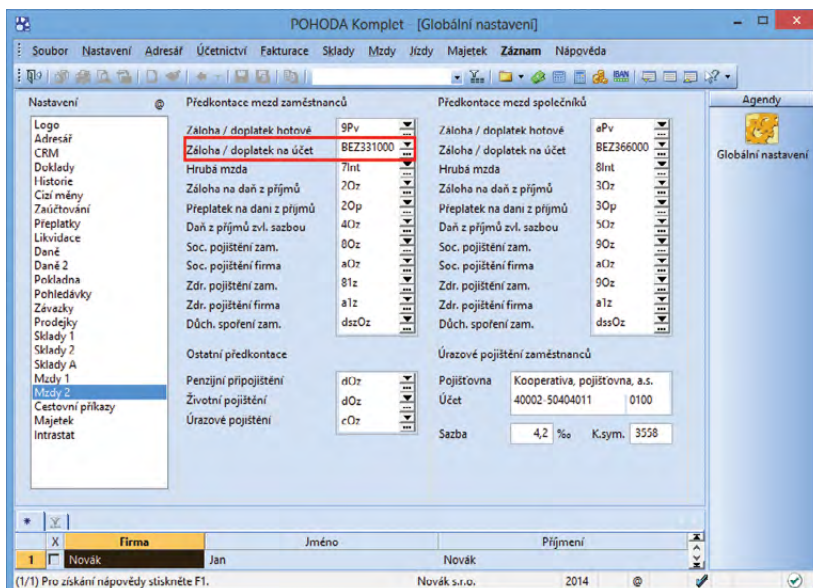 POHODA Komplet - [Globální nastavení]
Soubor Nastavení Adresář Účetnictví Fakturace Sklady Mzdy Jízdy Majetek Záznam Nápověda
IBAN
Nastavení @
Logo
Adresář
CRM
Doklady
Historie
Cizí měny
Zaúčtování
Přeplatky
Likvidace
Daně
Daně 2
Pokladna
Pohledávky
Závazky
Prodejky
Sklady 1
Sklady 2
Sklady A
Mzdy 1
Mzdy 2
Cestovní příkazy
Majetek
Intrastat
Předkontace mezd zaměstnanců
Záloha / doplatek hotově 9Pv
Záloha / doplatek na účet BEZ331000
Hrubá mzda 7Int
Záloha na daň z příjmů 2Oz
Přeplatek na dani z příjmů 2Op
Daň z příjmů zvl. sazbou 4Oz
Soc. pojištění zam. 8Oz
Soc. pojištění firma aOz
Zdr. pojištění zam. 81z
Zdr. pojištění firma a1z
Důch. spoření zam. dszOz
Ostatní předkontace
Penzijní připojištění dOz
Životní pojištění dOz
Úrazové pojištění cOz
Předkontace mezd společníků
Záloha / doplatek hotově aPv
Záloha / doplatek na účet BEZ366000
Hrubá mzda 8Int
Záloha na daň z příjmů 3Oz
Přeplatek na dani z příjmů 3Op
Daň z příjmů zvl. sazbou 5Oz
Soc. pojištění zam. 9Oz
Soc. pojištění firma aOz
Zdr. pojištění zam. 9Oz
Zdr. pojištění firma a1z
Důch. spoření zam. dssOz
Úrazové pojištění zaměstnanců
Pojišťovna Kooperativa, pojišťovna, a.s.
Účet 40002-50404011 0100
Sazba 4,2 ‰ K.sym. 3558
Agendy
Globální nastavení
X Firma Jméno Příjmení
1 Novák Jan Novák
(1/1) Pro získání nápovědy stiskněte F1. Novák s.r.o. 2014 @